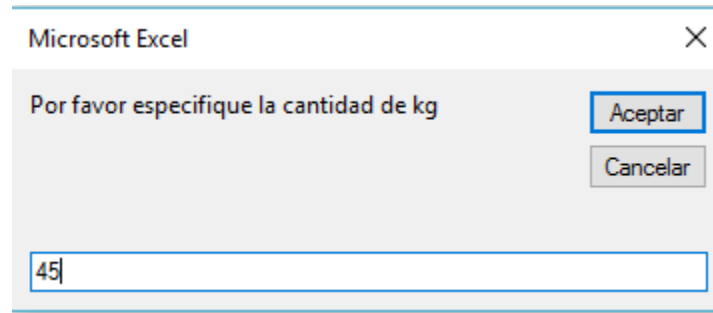 Microsoft Excel
Por favor especifique la cantidad de kg
Aceptar
Cancelar
45